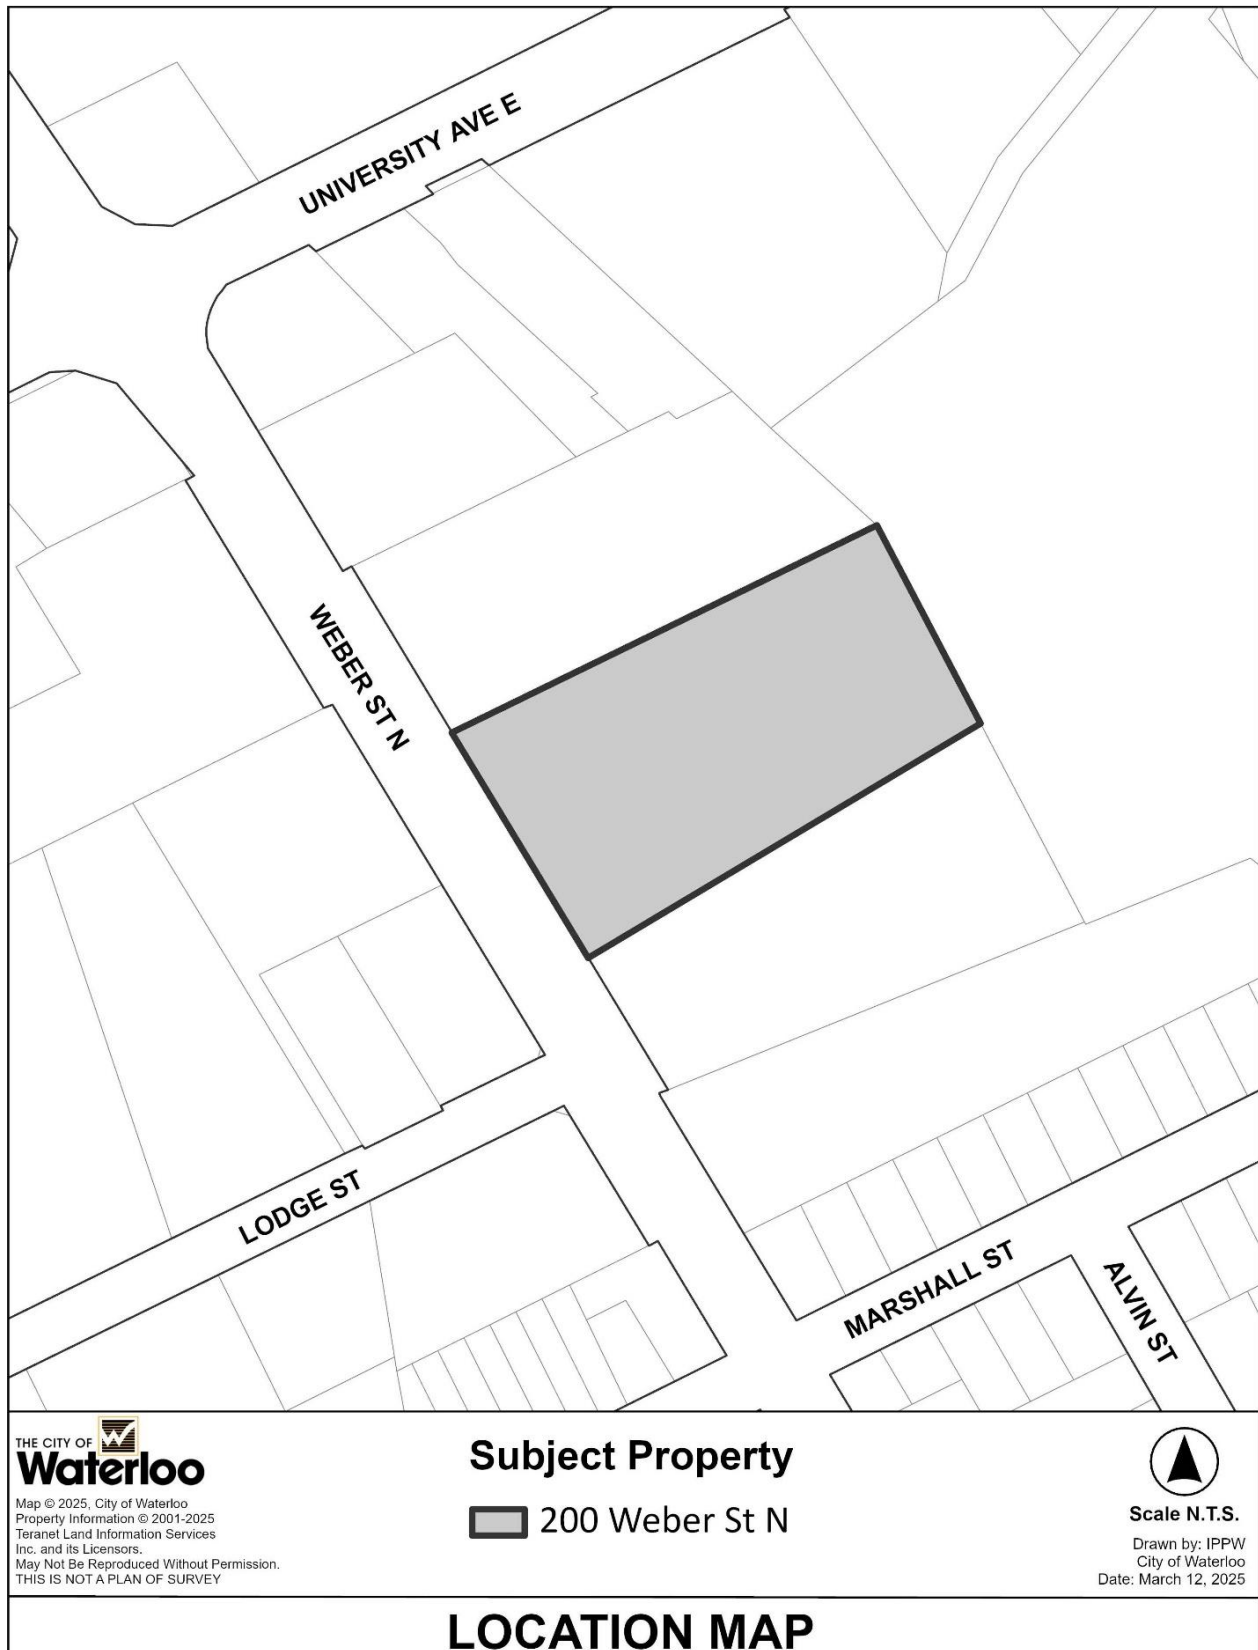 UNIVERSITY AVE E
WEBER ST N
LODGE ST
MARSHALL ST
ALVIN ST
THE CITY OF
Waterloo
Map © 2025, City of Waterloo
Property Information © 2001-2025
Teranet Land Information Services
Inc. and its Licensors.
May Not Be Reproduced Without Permission.
THIS IS NOT A PLAN OF SURVEY
Subject Property
200 Weber St N
Scale N.T.S.
Drawn by: IPPW
City of Waterloo
Date: March 12, 2025
LOCATION MAP